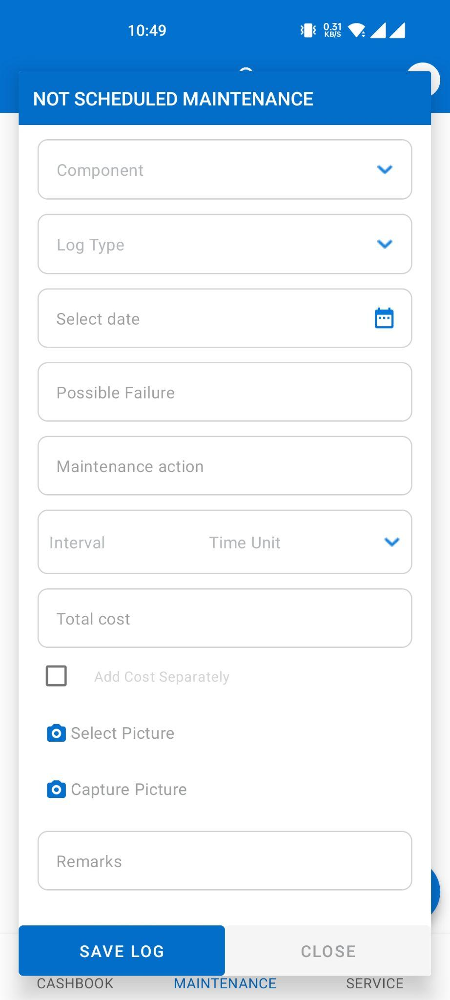 10:49
0.31
KB/S
NOT SCHEDULED MAINTENANCE
Component
Log Type
Select date
Possible Failure
Maintenance action
Interval Time Unit
Total cost
Add Cost Separately
Select Picture
Capture Picture
Remarks
SAVE LOG CLOSE
CASHBOOK MAINTENANCE SERVICE